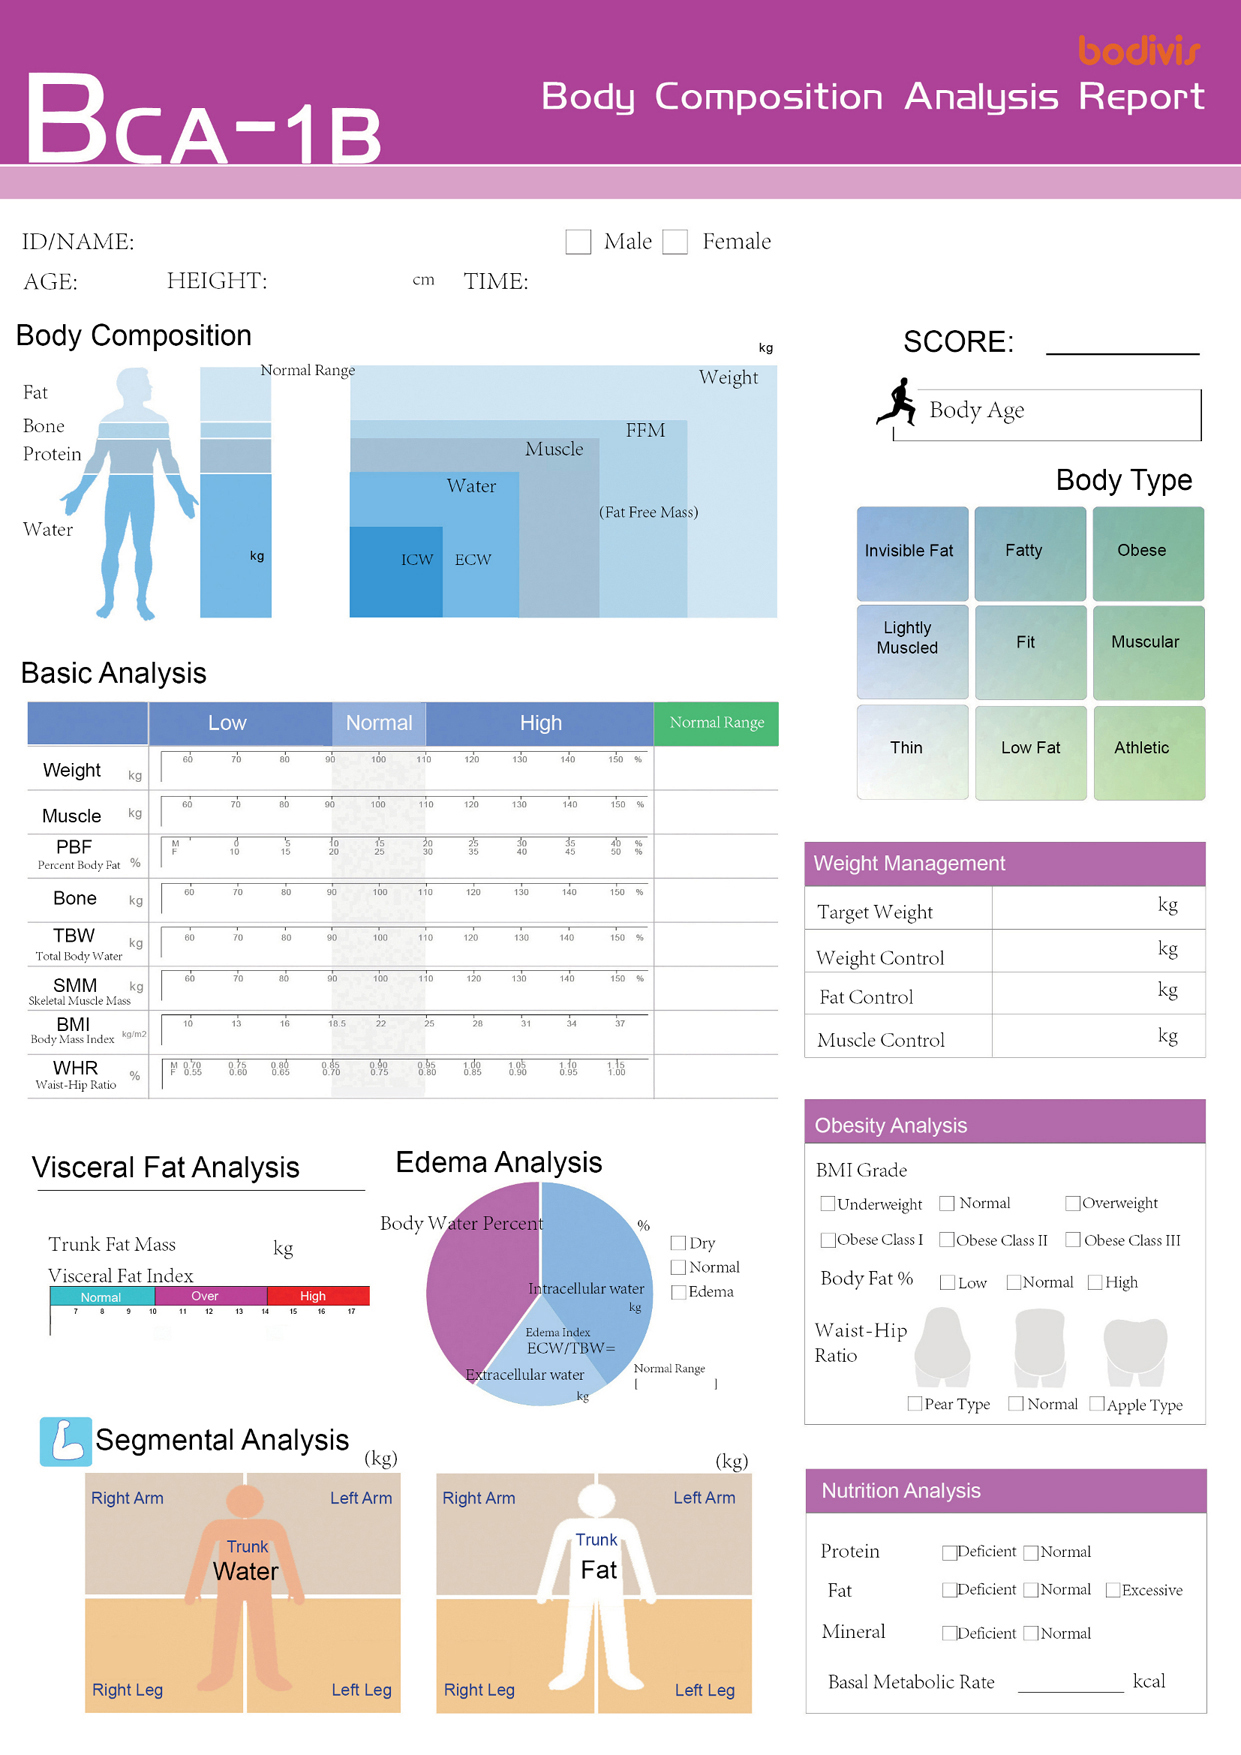 bodivis
BCA-1B
Body Composition Analysis Report
ID/NAME:
Male Female
AGE: HEIGHT: cm TIME:
Body Composition
kg
Fat
Bone
Protein
Water
Normal Range
kg
Weight
FFM
(Fat Free Mass)
Muscle
Water
ICW ECW
SCORE:
Body Age
Body Type
Invisible Fat Fatty Obese
Lightly
Muscled
Fit Muscular
Thin Low Fat Athletic
Basic Analysis
Low Normal High Normal Range
Weight kg 60 70 80 90 100 110 120 130 140 150 %
Muscle kg 60 70 80 90 100 110 120 130 140 150 %
PBF M 0 5 10 15 20 25 30 35 40 %
Percent Body Fat % F 10 15 20 25 30 35 40 45 50 %
Bone kg 60 70 80 90 100 110 120 130 140 150 %
TBW kg 60 70 80 90 100 110 120 130 140 150 %
Total Body Water
SMM kg 60 70 80 90 100 110 120 130 140 150 %
Skeletal Muscle Mass
BMI 10 13 16 18.5 22 25 28 31 34 37
Body Mass Index kg/m2
WHR M 0.70 0.75 0.80 0.85 0.90 0.95 1.00 1.05 1.10 1.15
Waist-Hip Ratio % F 0.55 0.60 0.65 0.70 0.75 0.80 0.85 0.90 0.95 1.00
Weight Management
Target Weight kg
Weight Control kg
Fat Control kg
Muscle Control kg
Visceral Fat Analysis
Trunk Fat Mass kg
Visceral Fat Index
Normal Over High
7 8 9 10 11 12 13 14 15 16 17
Edema Analysis
Body Water Percent %
Dry
Normal
Edema
Intracellular water
kg
Edema Index
ECW/TBW=
Extracellular water
kg
Normal Range
[ ]
Obesity Analysis
BMI Grade
Underweight Normal Overweight
Obese Class I Obese Class II Obese Class III
Body Fat % Low Normal High
Waist-Hip
Ratio
Pear Type Normal Apple Type
Segmental Analysis
(kg)
Right Arm Left Arm
Trunk
Water
Right Leg Left Leg
(kg)
Right Arm Left Arm
Trunk
Fat
Right Leg Left Leg
Nutrition Analysis
Protein Deficient Normal
Fat Deficient Normal Excessive
Mineral Deficient Normal
Basal Metabolic Rate kcal